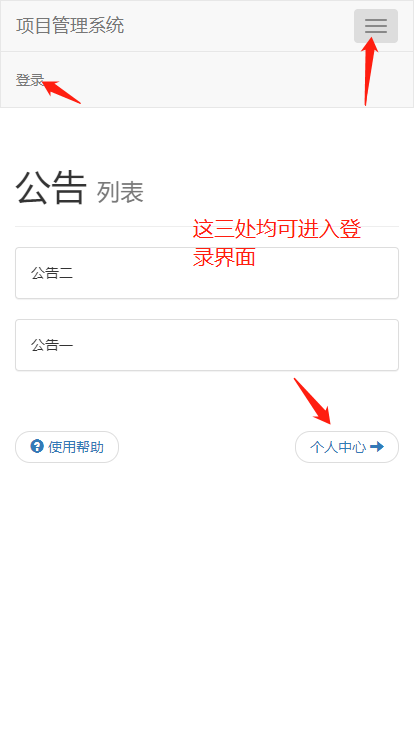 项目管理系统
登录
公告 列表
这三处均可进入登
录界面
公告二
公告一
使用帮助
个人中心